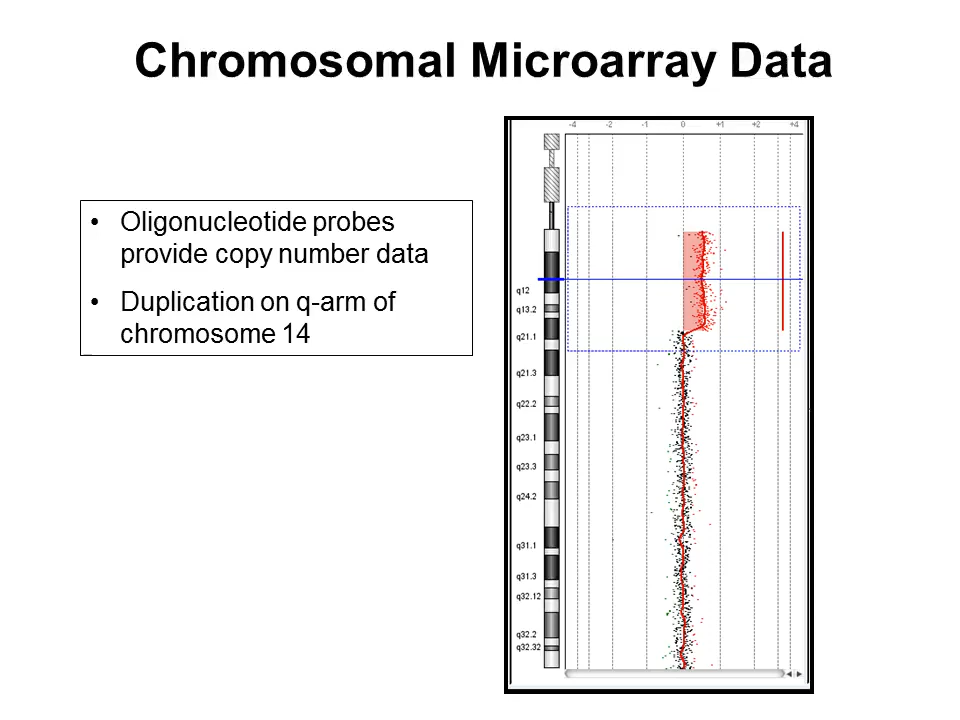 Chromosomal Microarray Data
• Oligonucleotide probes
provide copy number data
• Duplication on q-arm of
chromosome 14
-4 -2 -1 0 +1 +2 +4
q12
q13.2
q21.1
q21.3
q22.2
q23.1
q23.3
q24.2
q31.1
q31.3
q32.12
q32.2
q32.32